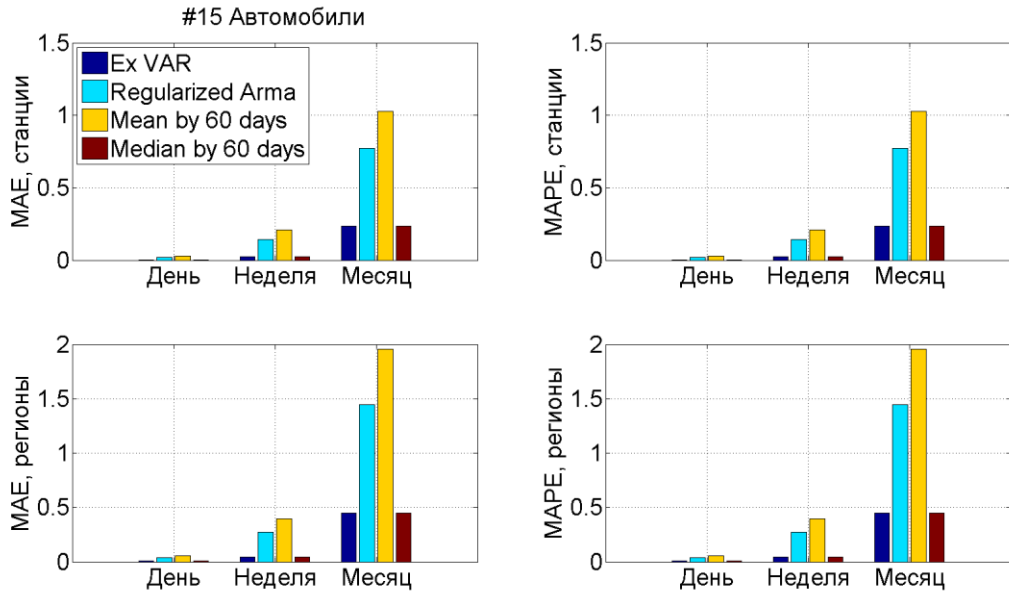 #15 Автомобили
MAE, станции
1.5
1
0.5
0
Ex VAR
Regularized Arma
Mean by 60 days
Median by 60 days
День Неделя Месяц
MAPE, станции
1.5
1
0.5
0
День Неделя Месяц
MAE, регионы
2
1.5
1
0.5
0
День Неделя Месяц
MAPE, регионы
2
1.5
1
0.5
0
День Неделя Месяц